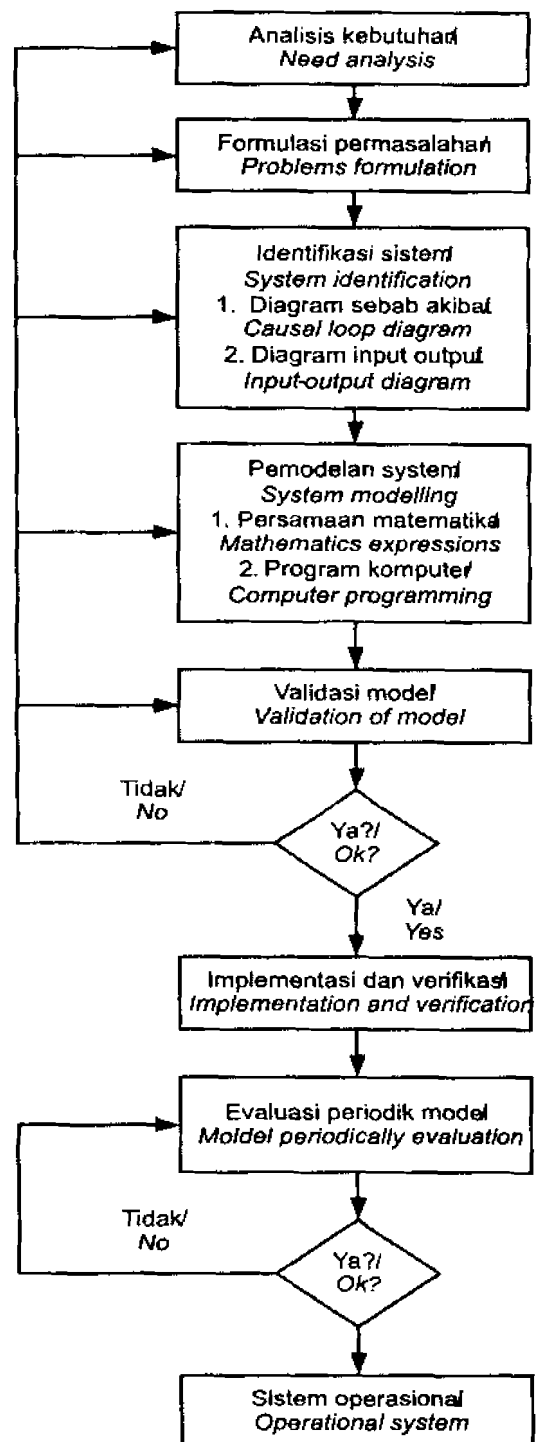 Analisis kebutuhan/
Need analysis
Formulasi permasalahan/
Problems formulation
Identifikasi sistem/
System identification
1. Diagram sebab akibat/
Causal loop diagram
2. Diagram input output/
Input-output diagram
Pemodelan system/
System modelling
1. Persamaan matematika/
Mathematics expressions
2. Program komputer/
Computer programming
Validasi model/
Validation of model
Tidak/
No
Ya?/
Ok?
Ya/
Yes
Implementasi dan verifikasi/
Implementation and verification
Evaluasi periodik model/
Moldel periodically evaluation
Tidak/
No
Ya?/
Ok?
Sistem operasional/
Operational system